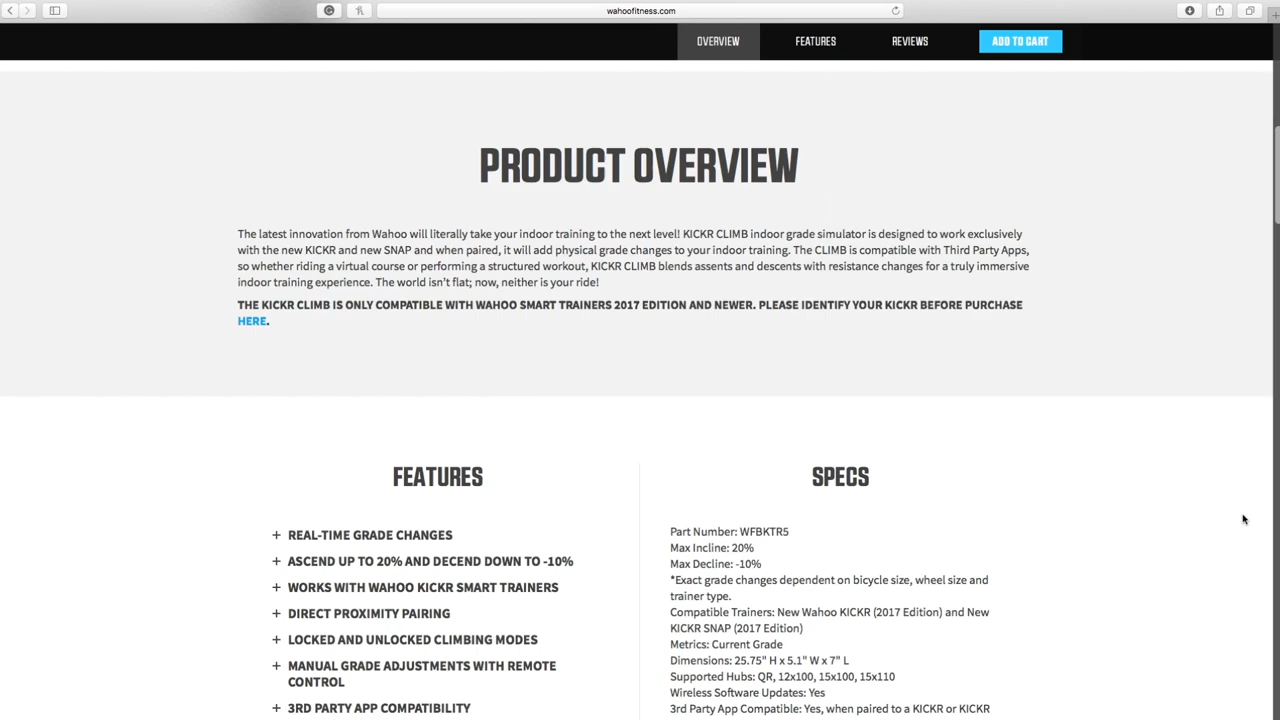 wahoofitness.com
OVERVIEW
FEATURES
REVIEWS
ADD TO CART
PRODUCT OVERVIEW
The latest innovation from Wahoo will literally take your indoor training to the next level! KICKR CLIMB indoor grade simulator is designed to work exclusively
with the new KICKR and new SNAP and when paired, it will add physical grade changes to your indoor training. The CLIMB is compatible with Third Party Apps,
so whether riding a virtual course or performing a structured workout, KICKR CLIMB blends assents and descents with resistance changes for a truly immersive
indoor training experience. The world isn't flat; now, neither is your ride!
THE KICKR CLIMB IS ONLY COMPATIBLE WITH WAHOO SMART TRAINERS 2017 EDITION AND NEWER. PLEASE IDENTIFY YOUR KICKR BEFORE PURCHASE
HERE.
FEATURES
+ REAL-TIME GRADE CHANGES
+ ASCEND UP TO 20% AND DECEND DOWN TO -10%
+ WORKS WITH WAHOO KICKR SMART TRAINERS
+ DIRECT PROXIMITY PAIRING
+ LOCKED AND UNLOCKED CLIMBING MODES
+ MANUAL GRADE ADJUSTMENTS WITH REMOTE
CONTROL
+ 3RD PARTY APP COMPATIBILITY
SPECS
Part Number: WFBKTR5
Max Incline: 20%
Max Decline: -10%
*Exact grade changes dependent on bicycle size, wheel size and
trainer type.
Compatible Trainers: New Wahoo KICKR (2017 Edition) and New
KICKR SNAP (2017 Edition)
Metrics: Current Grade
Dimensions: 25.75" H x 5.1" W x 7" L
Supported Hubs: QR, 12x100, 15x100, 15x110
Wireless Software Updates: Yes
3rd Party App Compatible: Yes, when paired to a KICKR or KICKR